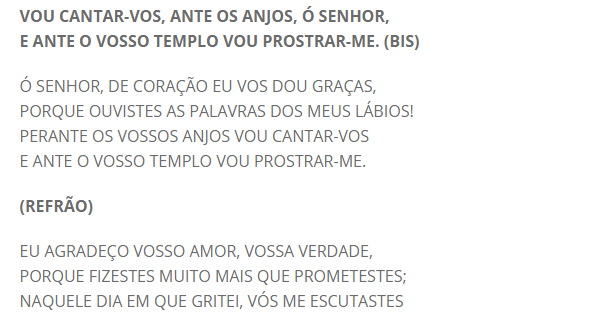 VOU CANTAR-VOS, ANTE OS ANJOS, Ó SENHOR,
E ANTE O VOSSO TEMPLO VOU PROSTRAR-ME. (BIS)
Ó SENHOR, DE CORAÇÃO EU VOS DOU GRAÇAS,
PORQUE OUVISTES AS PALAVRAS DOS MEUS LÁBIOS!
PERANTE OS VOSSOS ANJOS VOU CANTAR-VOS
E ANTE O VOSSO TEMPLO VOU PROSTRAR-ME.
(REFRÃO)
EU AGRADEÇO VOSSO AMOR, VOSSA VERDADE,
PORQUE FIZESTES MUITO MAIS QUE PROMETESTES;
NAQUELE DIA EM QUE GRITEI, VÓS ME ESCUTASTES